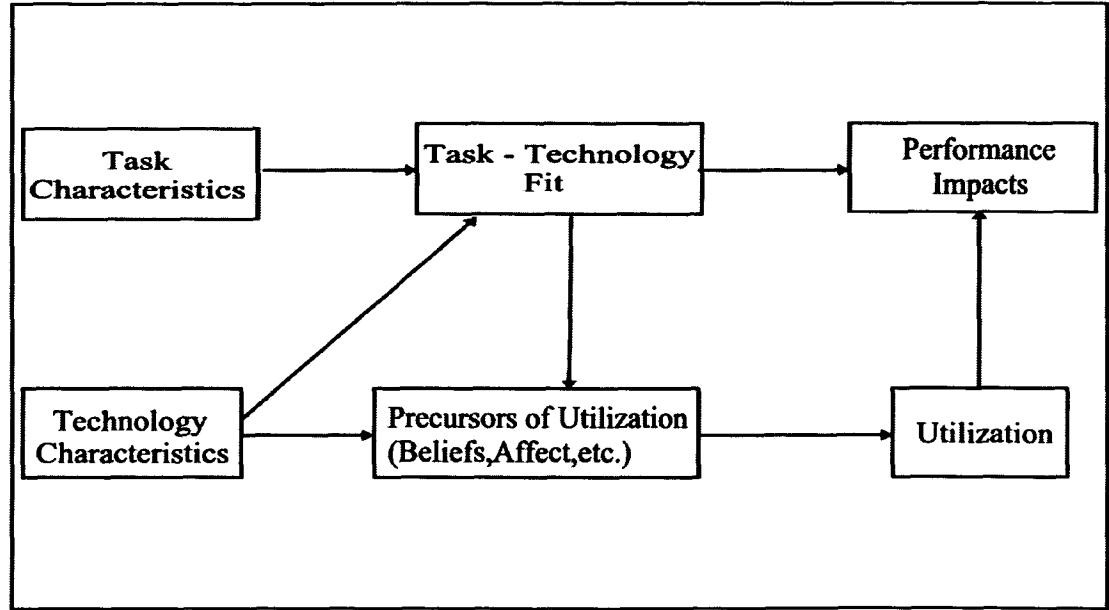 Task
Characteristics
Task - Technology
Fit
Performance
Impacts
Technology
Characteristics
Precursors of Utilization
(Beliefs,Affect,etc.)
Utilization